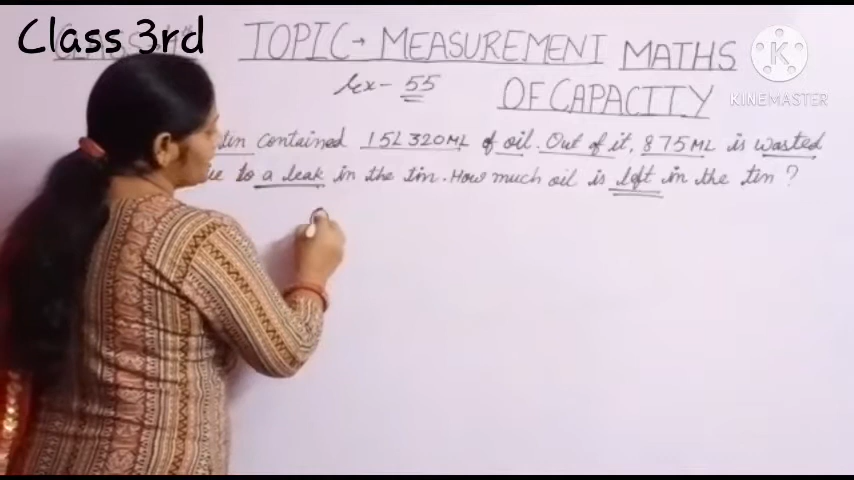 Class 3rd
TOPIC → MEASUREMENT MATHS
K
KINEMASTER
Ex - 55
OF CAPACITY
tin contained 15L 320ML of oil. Out of it, 875ML is wasted
to a leak in the tin. How much oil is left in the tin?